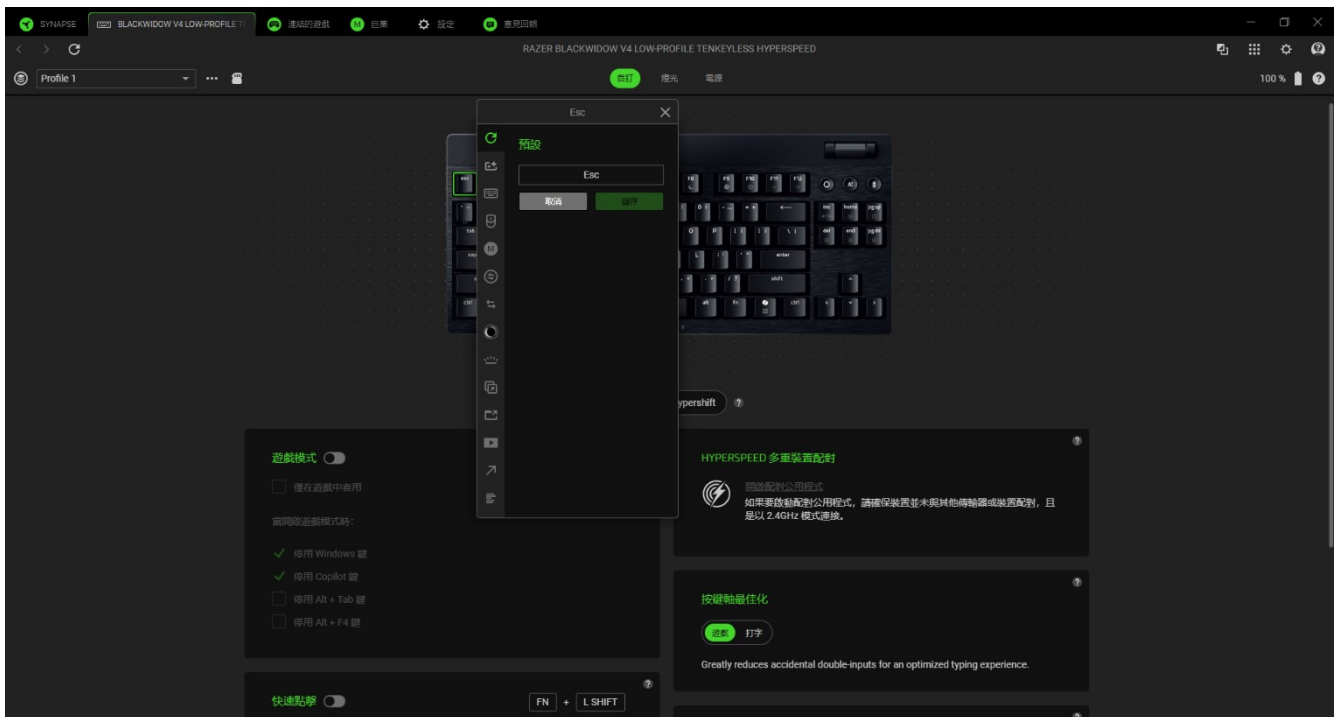 SYNAPSE
BLACKWIDOW V4 LOW-PROFILE T
連結的遊戲
巨集
設定
意見回饋
RAZER BLACKWIDOW V4 LOW-PROFILE TENKEYLESS HYPERSPEED
Profile 1
自訂
燈光
電源
100 %
Esc
預設
Esc
取消
儲存
esc
F9
F10
F11
F12
ins
home
pg up
tab
O
P
del
end
pg dn
L
enter
shift
ctrl
alt
fn
ctrl
ypershift
遊戲模式
僅在遊戲中套用
當開啟遊戲模式時:
停用 Windows 鍵
停用 Copilot 鍵
停用 Alt + Tab 鍵
停用 Alt + F4 鍵
HYPERSPEED 多重裝置配對
開啟配對公用程式
如果要啟動配對公用程式，請確保裝置並未與其他傳輸器或裝置配對，且
是以 2.4GHz 模式連接。
按鍵軸最佳化
遊戲
打字
Greatly reduces accidental double-inputs for an optimized typing experience.
快速點擊
FN + L SHIFT